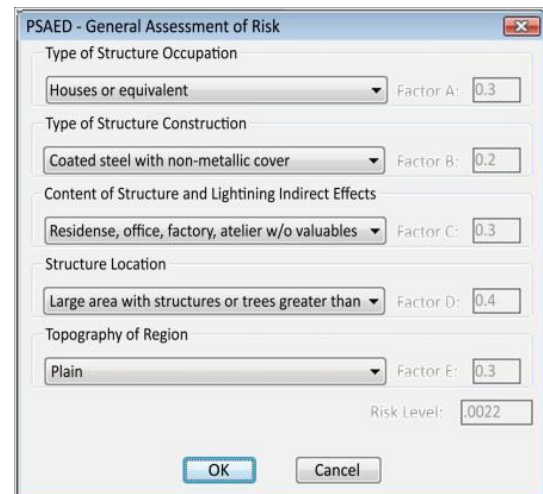 PSAED - General Assessment of Risk
Type of Structure Occupation
Houses or equivalent Factor A: 0.3
Type of Structure Construction
Coated steel with non-metallic cover Factor B: 0.2
Content of Structure and Lightining Indirect Effects
Residense, office, factory, atelier w/o valuables Factor C: 0.3
Structure Location
Large area with structures or trees greater than Factor D: 0.4
Topography of Region
Plain Factor E: 0.3
Risk Level: .0022
OK Cancel